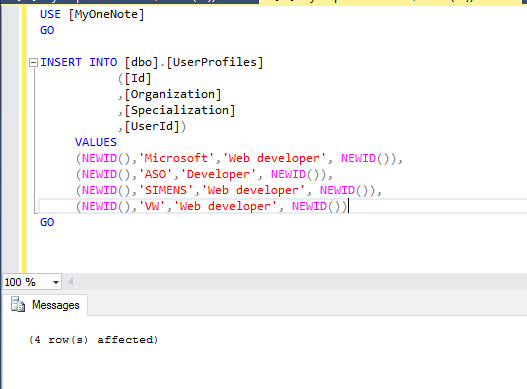 USE [MyOneNote]
GO
INSERT INTO [dbo].[UserProfiles]
([Id]
,[Organization]
,[Specialization]
,[UserId])
VALUES
(NEWID(),'Microsoft','Web developer', NEWID()),
(NEWID(),'ASO','Developer', NEWID()),
(NEWID(),'SIMENS','Web developer', NEWID()),
(NEWID(),'VW','Web developer', NEWID())
GO
100 %
Messages
(4 row(s) affected)